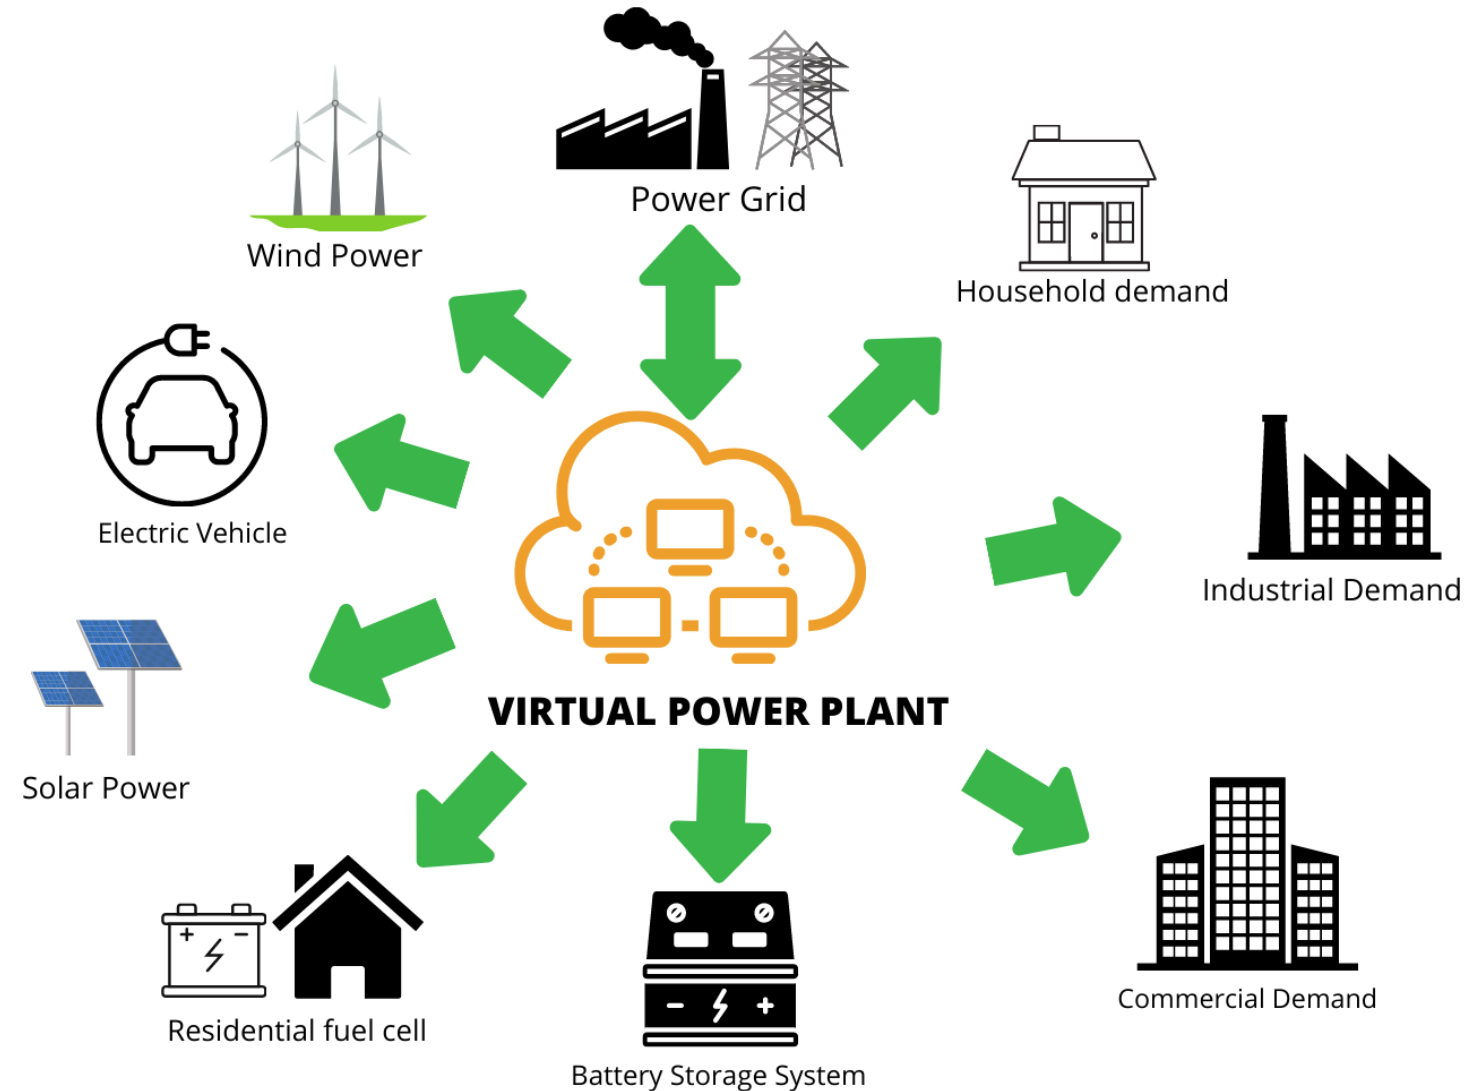 Power Grid
Wind Power
Household demand
Electric Vehicle
Industrial Demand
VIRTUAL POWER PLANT
Solar Power
Commercial Demand
Residential fuel cell
Battery Storage System